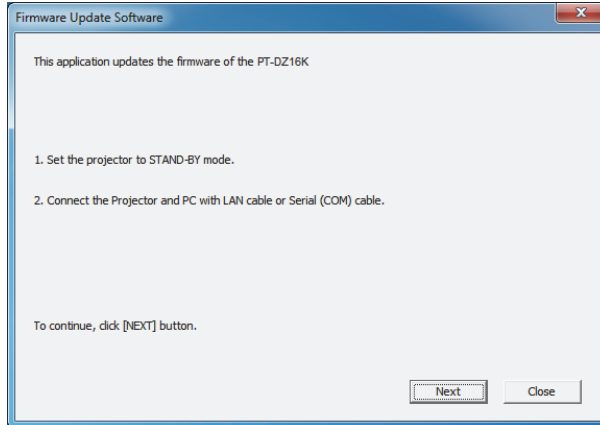 Firmware Update Software
This application updates the firmware of the PT-DZ16K
1. Set the projector to STAND-BY mode.
2. Connect the Projector and PC with LAN cable or Serial (COM) cable.
To continue, click [NEXT] button.
Next Close